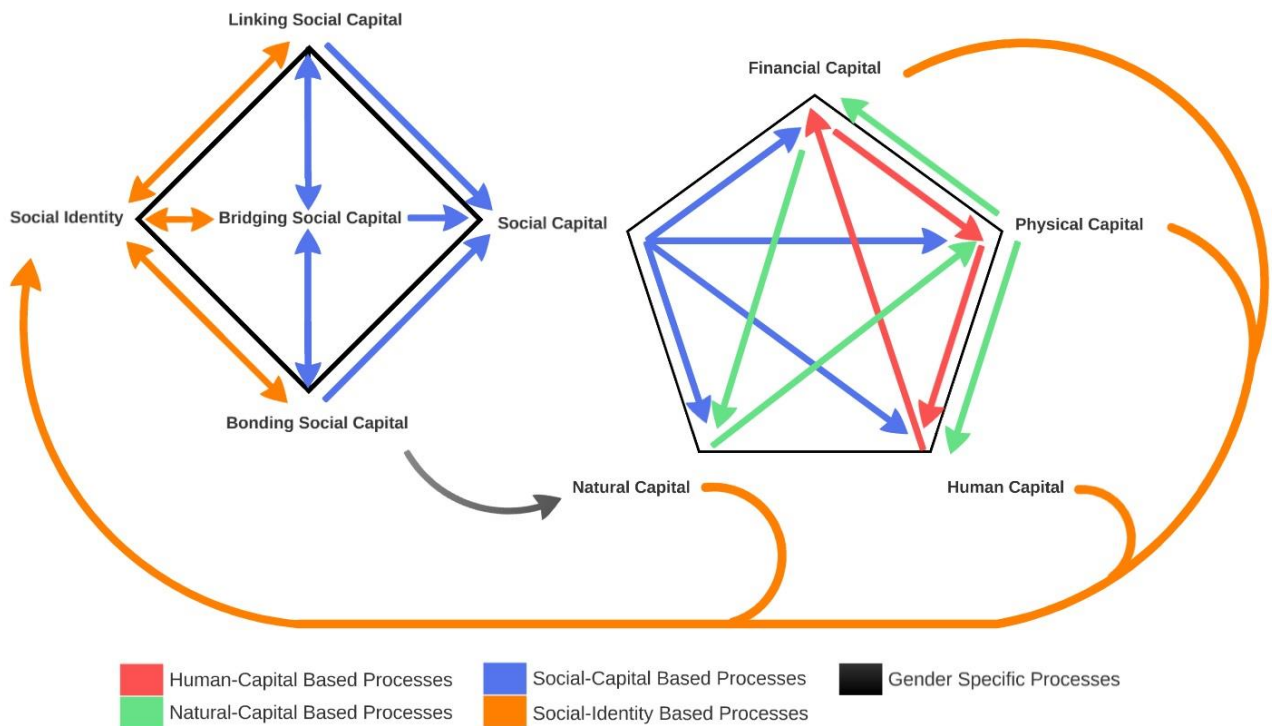 Linking Social Capital
Financial Capital
Social Identity
Bridging Social Capital
Social Capital
Physical Capital
Bonding Social Capital
Natural Capital
Human Capital
Human-Capital Based Processes
Social-Capital Based Processes
Gender Specific Processes
Natural-Capital Based Processes
Social-Identity Based Processes